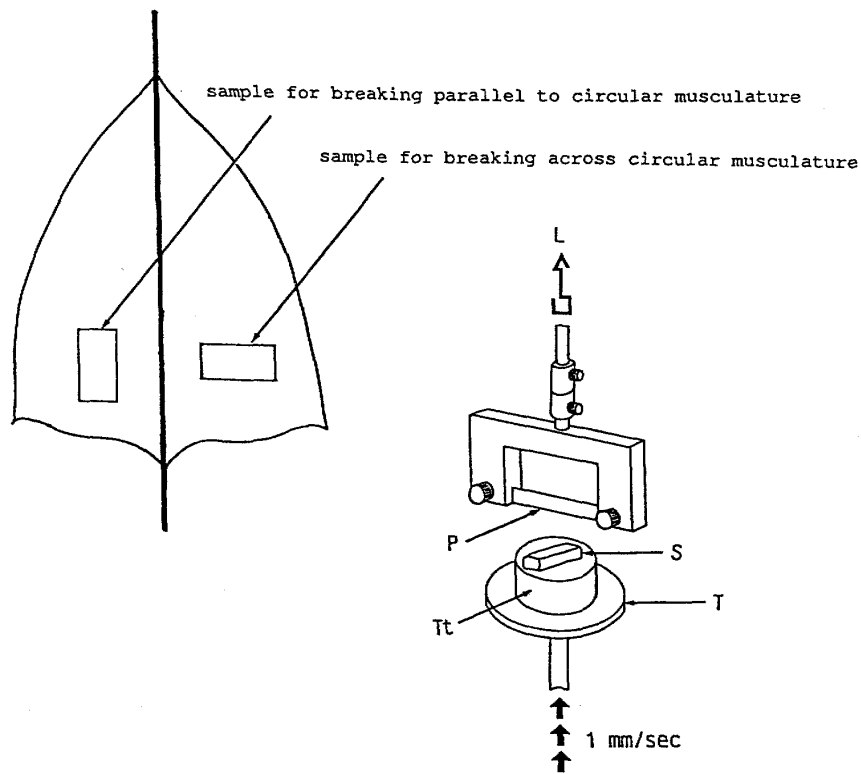 sample for breaking parallel to circular musculature
sample for breaking across circular musculature
L
P
S
T
Tt
1 mm/sec